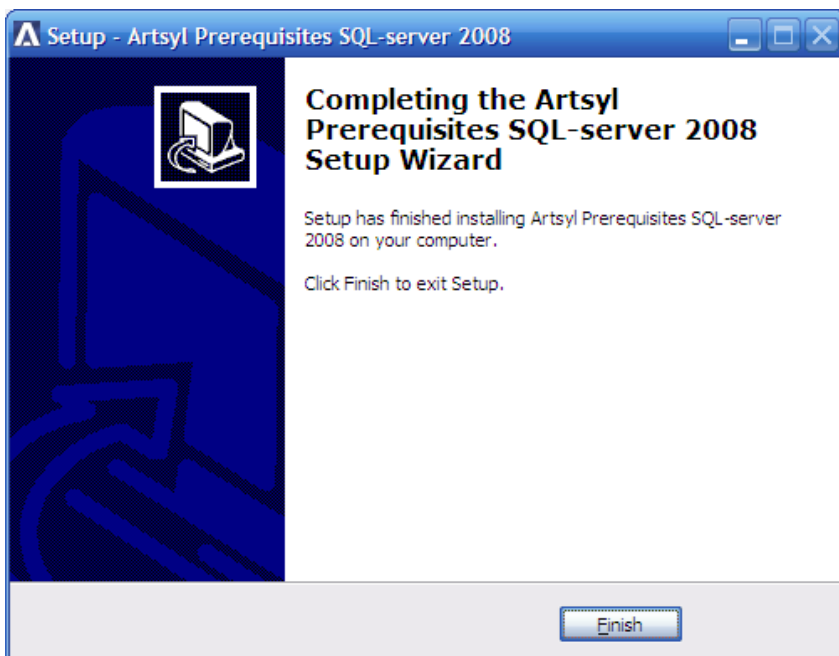 Setup - Artsyl Prerequisites SQL-server 2008
Completing the Artsyl
Prerequisites SQL-server 2008
Setup Wizard
Setup has finished installing Artsyl Prerequisites SQL-server
2008 on your computer.
Click Finish to exit Setup.
Finish